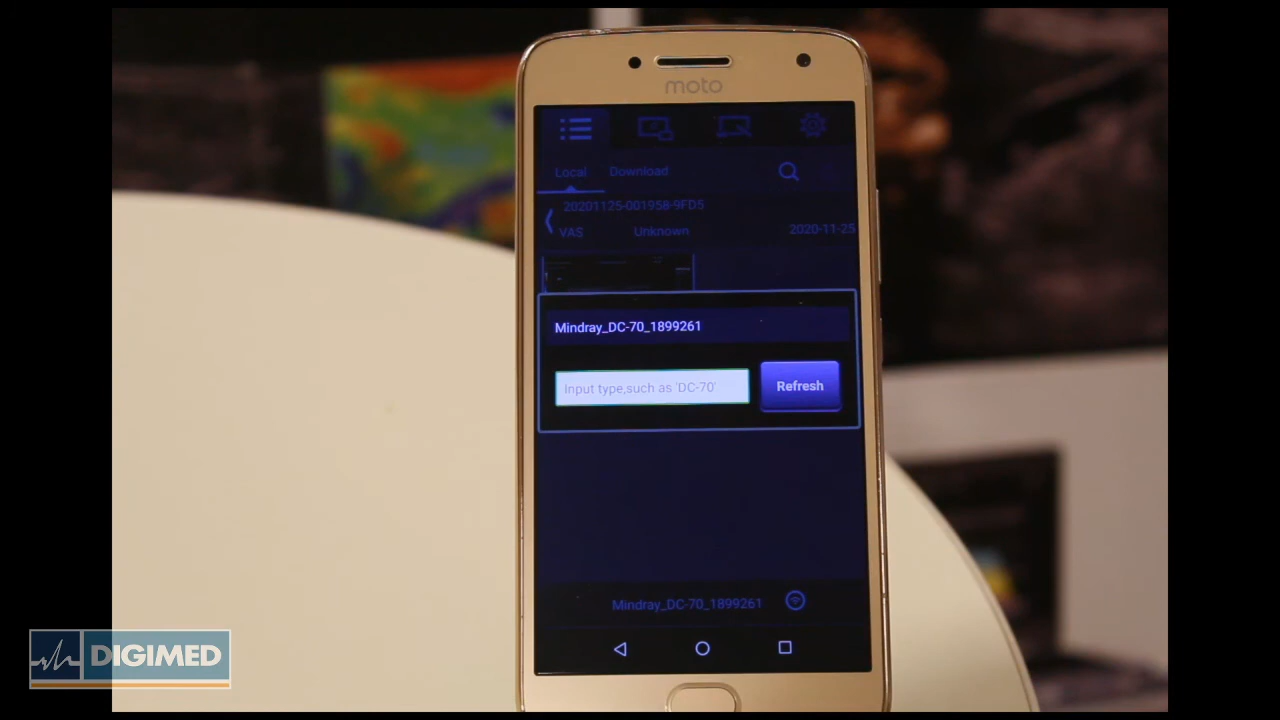 moto
Local Download
20201125-001958-9FD5
VAS Unknown 2020-11-25
Mindray_DC-70_1899261
Input type,such as 'DC-70' Refresh
Mindray_DC-70_1899261
DIGIMED